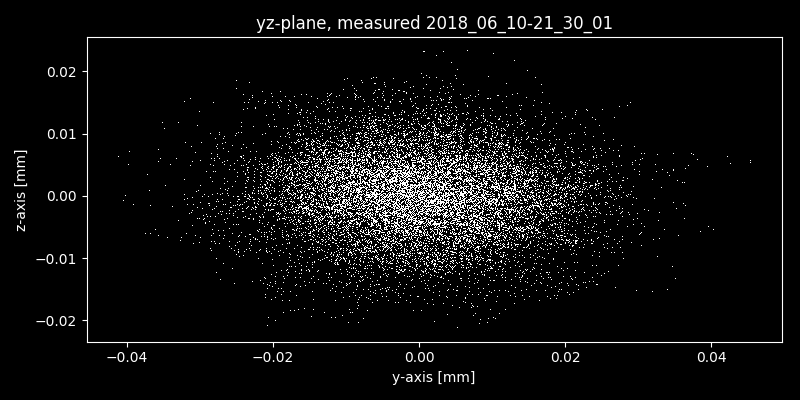 yz-plane, measured 2018_06_10-21_30_01
0.02
0.01
0.00
−0.01
−0.02
z-axis [mm]
−0.04 −0.02 0.00 0.02 0.04
y-axis [mm]